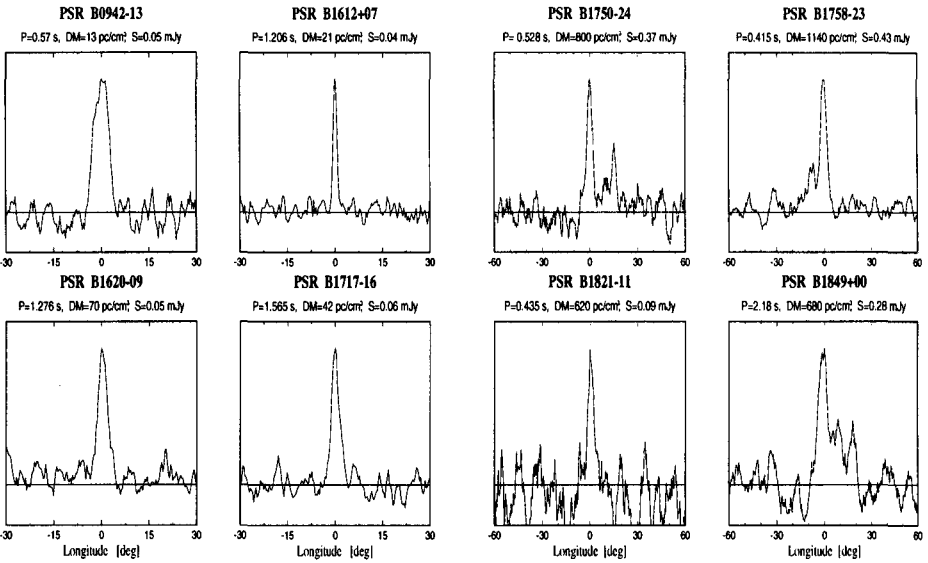 PSR B0942-13 PSR B1612+07 PSR B1750-24 PSR B1758-23
P=0.57 s, DM=13 pc/cm³; S=0.05 mJy P=1.206 s, DM=21 pc/cm³; S=0.04 mJy P= 0.528 s, DM=800 pc/cm³; S=0.37 mJy P=0.415 s, DM=1140 pc/cm³; S=0.43 mJy
-30 -15 0 15 30 -30 -15 0 15 30 -60 -30 0 30 60 -60 -30 0 30 60
PSR B1620-09 PSR B1717-16 PSR B1821-11 PSR B1849+00
P=1.276 s, DM=70 pc/cm³; S=0.05 mJy P=1.565 s, DM=42 pc/cm³; S=0.06 mJy P=0.435 s, DM=620 pc/cm³; S=0.09 mJy P=2.18 s, DM=680 pc/cm³; S=0.28 mJy
-30 -15 0 15 30 -30 -15 0 15 30 -60 -30 0 30 60 -60 -30 0 30 60
Longitude [deg] Longitude [deg] Longitude [deg] Longitude [deg]